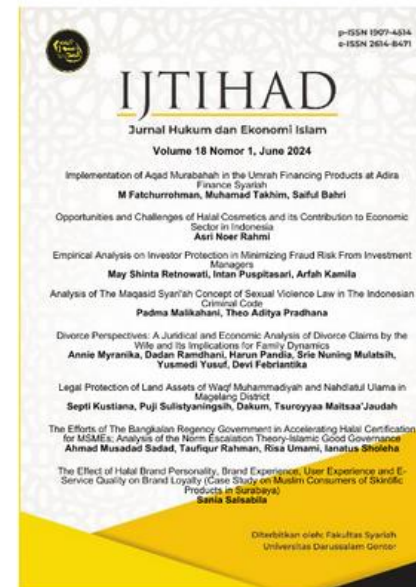 p-ISSN 1907-4514
e-ISSN 2614-8471
IJTIHAD
Jurnal Hukum dan Ekonomi Islam
Volume 18 Nomor 1, June 2024
Implementation of Aqad Murabahah in the Umrah Financing Products at Adira
Finance Syariah
M Fatchurrohman, Muhamad Takhim, Saiful Bahri
Opportunities and Challenges of Halal Cosmetics and its Contribution to Economic
Sector in Indonesia
Asri Noer Rahmi
Empirical Analysis on Investor Protection in Minimizing Fraud Risk From Investment
Managers
May Shinta Retnowati, Intan Puspitasari, Arfah Kamila
Analysis of The Maqasid Syari'ah Concept of Sexual Violence Law in The Indonesian
Criminal Code
Padma Malikahani, Theo Aditya Pradhana
Divorce Perspectives: A Juridical and Economic Analysis of Divorce Claims by the
Wife and Its Implications for Family Dynamics
Annie Myranika, Dadan Ramdhani, Harun Pandia, Srie Nuning Mulatsih,
Yusmedi Yusuf, Devi Febriantika
Legal Protection of Land Assets of Waqf Muhammadiyah and Nahdlatul Ulama in
Magelang District
Septi Kustiana, Puji Sulistyaningsih, Dakum, Tsuroyyaa Maitsaa'Jaudah
The Efforts of The Bangkalan Regency Government in Accelerating Halal Certification
for MSMEs; Analysis of the Norm Escalation Theory-Islamic Good Governance
Ahmad Musadad Sadad, Taufiqur Rahman, Risa Umami, Ianatus Sholeha
The Effect of Halal Brand Personality, Brand Experience, User Experience and E-
Service Quality on Brand Loyalty (Case Study on Muslim Consumers of Skintific
Products in Surabaya)
Sania Salsabila
Diterbitkan oleh: Fakultas Syariah
Universitas Darussalam Gontor